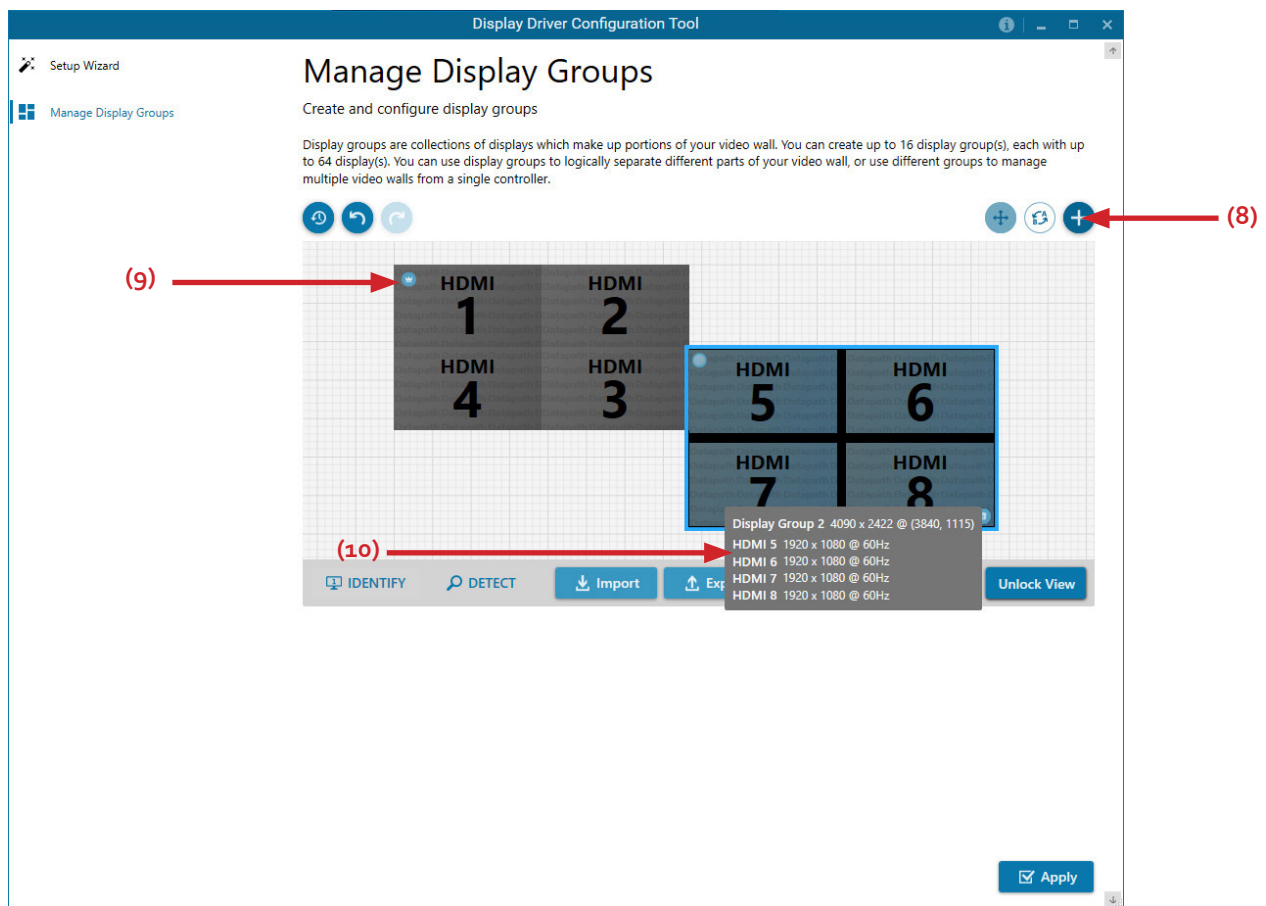 Display Driver Configuration Tool
Setup Wizard
Manage Display Groups
Manage Display Groups
Create and configure display groups
Display groups are collections of displays which make up portions of your video wall. You can create up to 16 display group(s), each with up
to 64 display(s). You can use display groups to logically separate different parts of your video wall, or use different groups to manage
multiple video walls from a single controller.
(8)
(9)
HDMI
1
HDMI
2
HDMI
4
HDMI
3
HDMI
5
HDMI
6
HDMI
7
HDMI
8
Display Group 2 4090 x 2422 @ (3840, 1115)
HDMI 5 1920 x 1080 @ 60Hz
HDMI 6 1920 x 1080 @ 60Hz
HDMI 7 1920 x 1080 @ 60Hz
HDMI 8 1920 x 1080 @ 60Hz
(10)
IDENTIFY
DETECT
Import
Exp
Unlock View
Apply